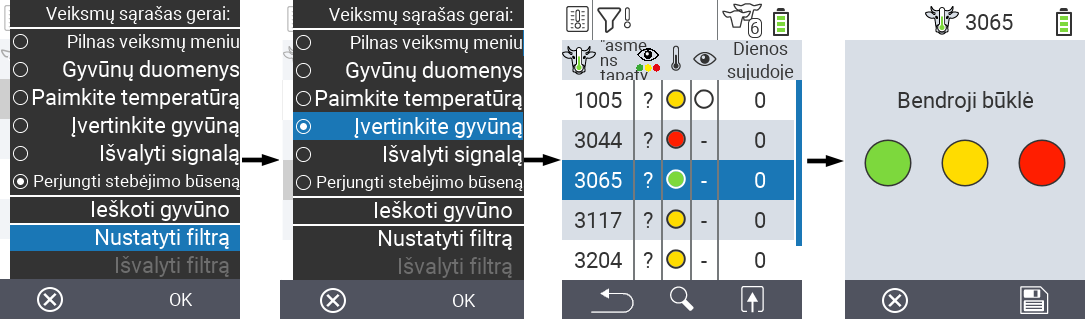 Veiksmų sąrašas gerai:
Pilnas veiksmų meniu
Gyvūnų duomenys
Paimkite temperatūrą
Įvertinkite gyvūną
Išvalyti signalą
Perjungti stebėjimo būseną
Ieškoti gyvūno
Nustatyti filtrą
Išvalyti filtrą
OK
Veiksmų sąrašas gerai:
Pilnas veiksmų meniu
Gyvūnų duomenys
Paimkite temperatūrą
Įvertinkite gyvūną
Išvalyti signalą
Perjungti stebėjimo būseną
Ieškoti gyvūno
Nustatyti filtrą
Išvalyti filtrą
OK
6
"asme
ns
tapaty
Dienos
sujudoje
1005 ? 0
3044 ? - 0
3065 ? - 0
3117 ? - 0
3204 ? - 0
3065
Bendroji būklė